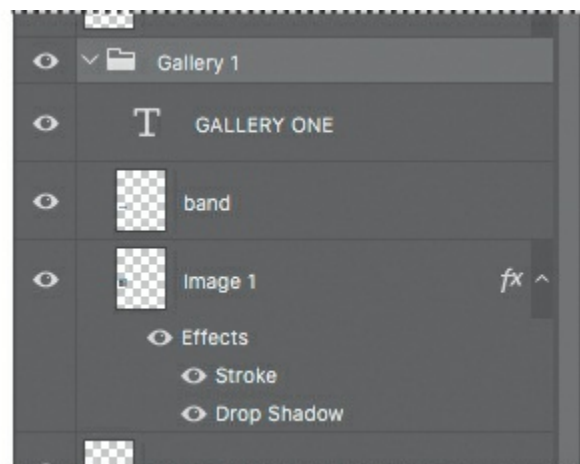 Gallery 1
T GALLERY ONE
band
Image 1 fx
Effects
Stroke
Drop Shadow